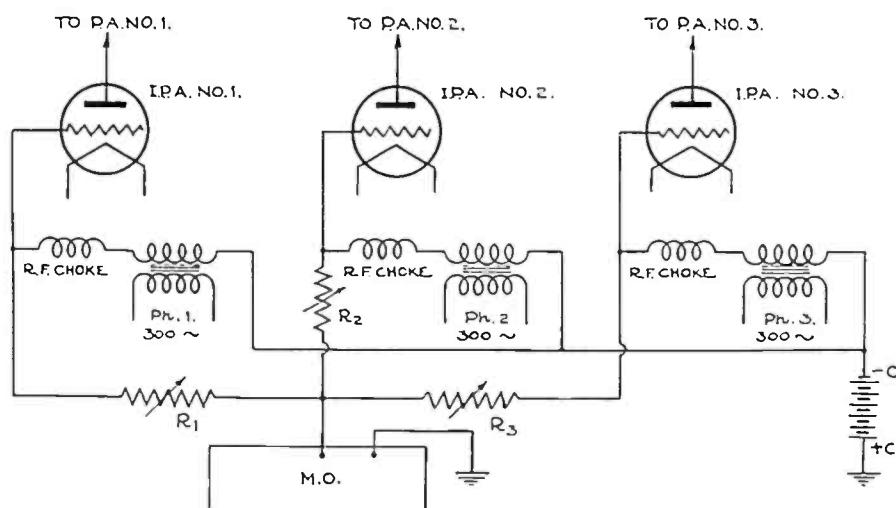 TO P.A. NO. 1.
TO P.A. NO. 2.
TO P.A. NO. 3.
I.P.A. NO. 1.
I.P.A. NO. 2.
I.P.A. NO. 3.
R.F. CHOKE
R.F. CHOKE
R.F. CHOKE
Ph. 1.
300 ~
R2
Ph. 2
300 ~
Ph. 3.
300 ~
-C
R1
R3
+C
M.O.